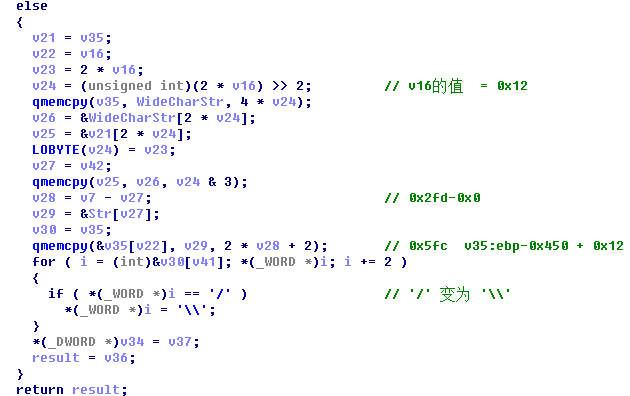 else
{
v21 = v35;
v22 = v16;
v23 = 2 * v16;
v24 = (unsigned int)(2 * v16) >> 2; // v16的值 = 0x12
qmemcpy(v35, WideCharStr, 4 * v24);
v26 = &WideCharStr[2 * v24];
v25 = &v21[2 * v24];
LOBYTE(v24) = v23;
v27 = v42;
qmemcpy(v25, v26, v24 & 3);
v28 = v7 - v27; // 0x2fd-0x0
v29 = &Str[v27];
v30 = v35;
qmemcpy(&v35[v22], v29, 2 * v28 + 2); // 0x5fc v35:ebp-0x450 + 0x12
for ( i = (int)&v30[v41]; *(_WORD *)i; i += 2 )
{
if ( *(_WORD *)i == '/' ) // '/' 变为 '\\'
*(_WORD *)i = '\\';
}
*(_DWORD *)v34 = v37;
result = v36;
}
return result;